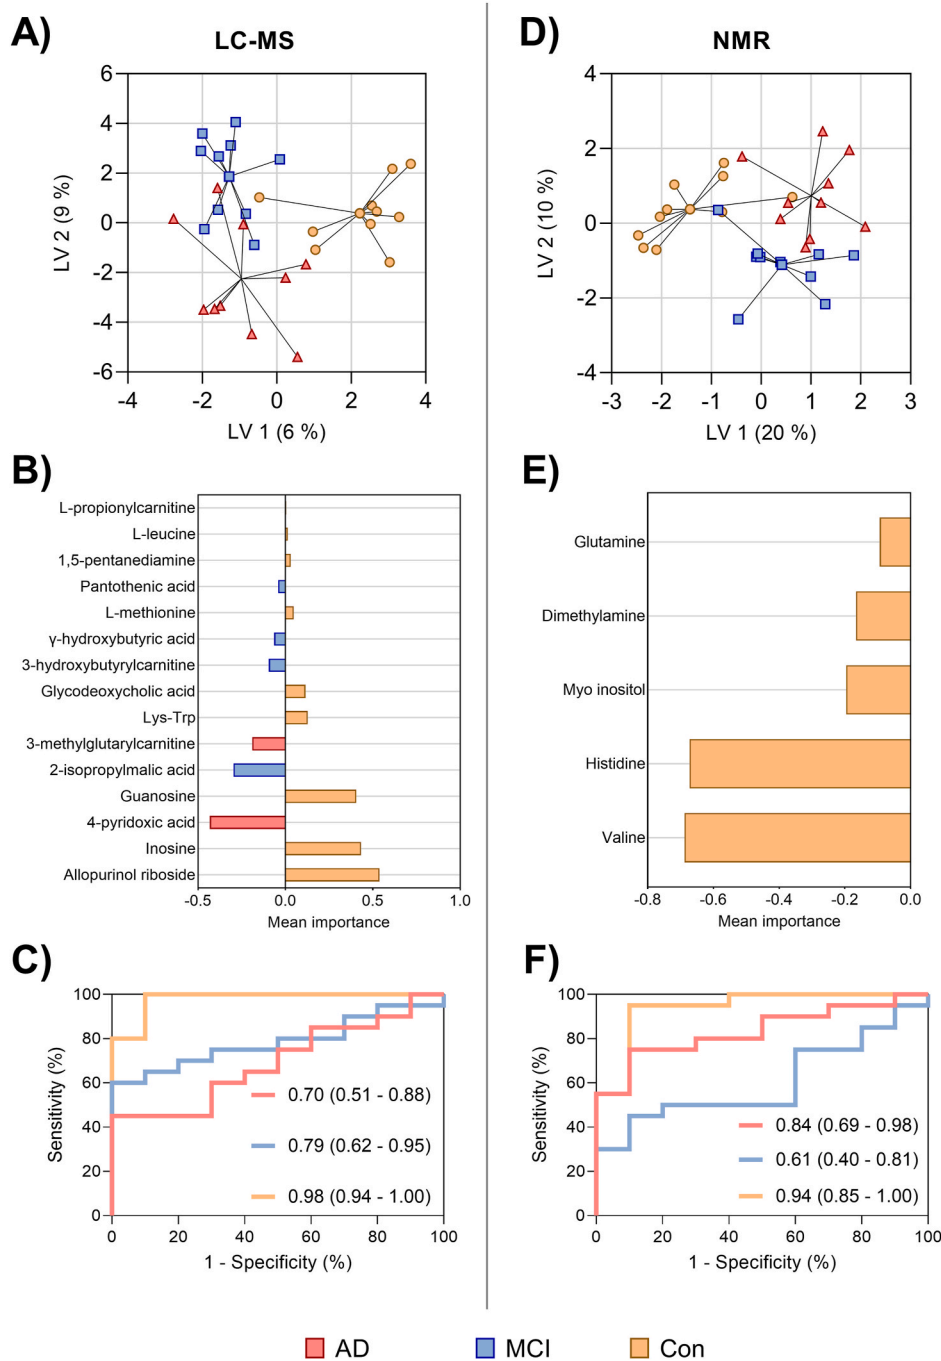 A)
LC-MS
6
4
2
0
-2
-4
-6
LV 2 (9 %)
-4 -2 0 2 4
LV 1 (6 %)
B)
L-propionylcarnitine
L-leucine
1,5-pentanediamine
Pantothenic acid
L-methionine
γ-hydroxybutyric acid
3-hydroxybutyrylcarnitine
Glycodeoxycholic acid
Lys-Trp
3-methylglutarylcarnitine
2-isopropylmalic acid
Guanosine
4-pyridoxic acid
Inosine
Allopurinol riboside
-0.5 0.0 0.5 1.0
Mean importance
C)
100
80
60
40
20
0
Sensitivity (%)
0.70 (0.51 - 0.88)
0.79 (0.62 - 0.95)
0.98 (0.94 - 1.00)
0 20 40 60 80 100
1 - Specificity (%)
D)
NMR
4
2
0
-2
-4
LV 2 (10 %)
-3 -2 -1 0 1 2 3
LV 1 (20 %)
E)
Glutamine
Dimethylamine
Myo inositol
Histidine
Valine
-0.8 -0.6 -0.4 -0.2 0.0
Mean importance
F)
100
80
60
40
20
0
Sensitivity (%)
0.84 (0.69 - 0.98)
0.61 (0.40 - 0.81)
0.94 (0.85 - 1.00)
0 20 40 60 80 100
1 - Specificity (%)
AD MCI Con